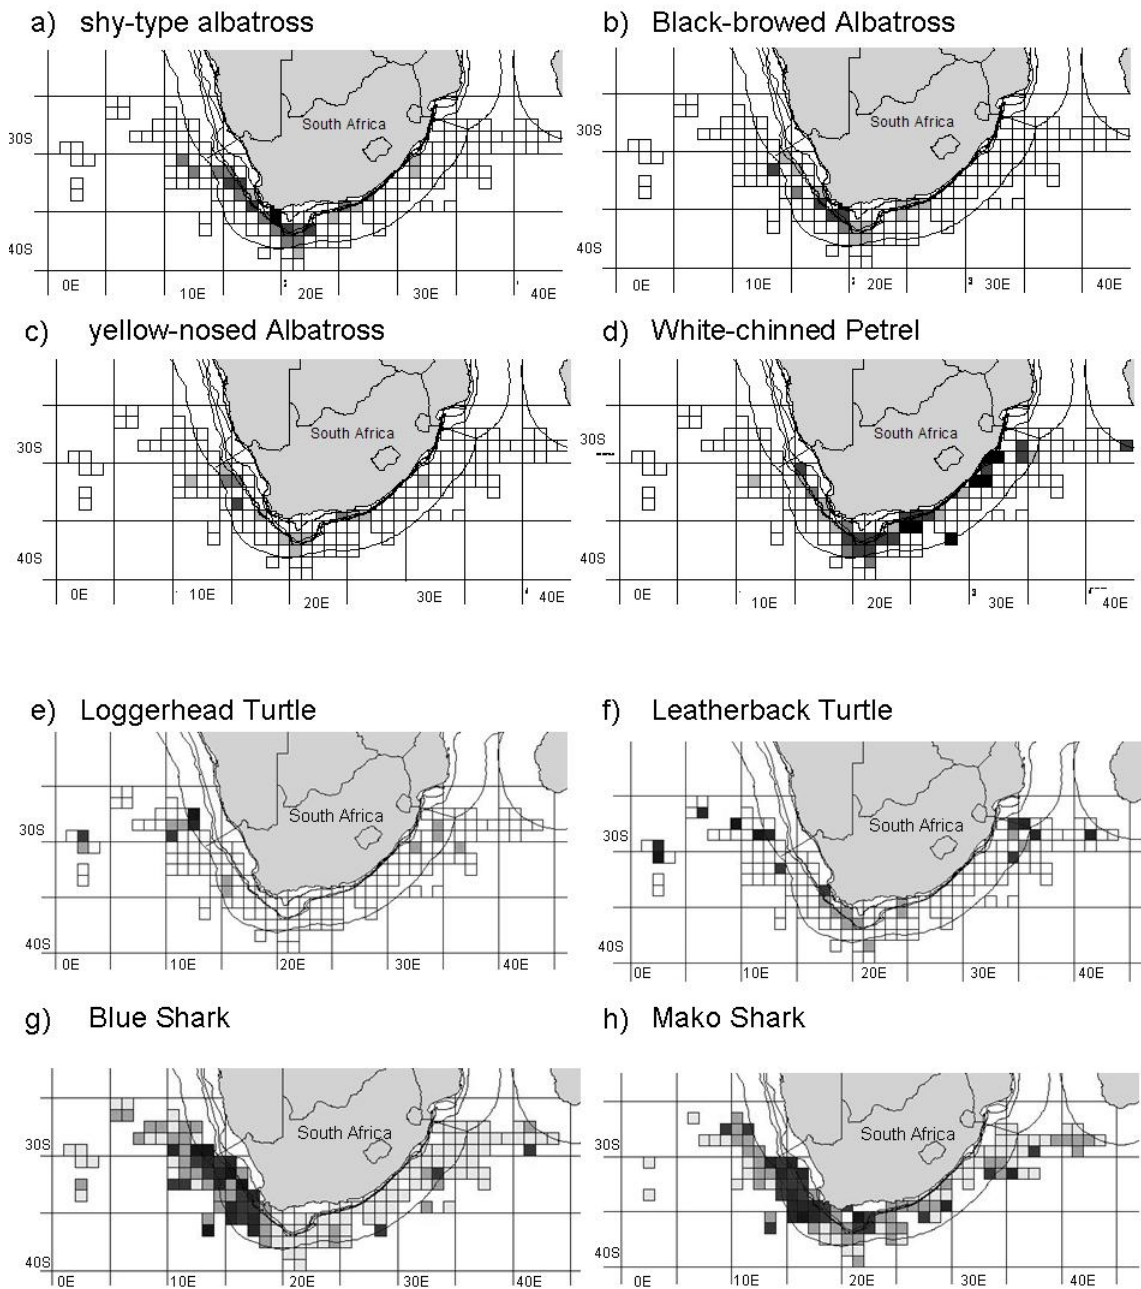 a) shy-type albatross
b) Black-browed Albatross
South Africa
30S
40S
0E 10E 20E 30E 40E
South Africa
30S
40S
0E 10E 20E 30E 40E
c) yellow-nosed Albatross
d) White-chinned Petrel
South Africa
30S
40S
0E 10E 20E 30E 40E
South Africa
30S
40S
0E 10E 20E 30E 40E
e) Loggerhead Turtle
f) Leatherback Turtle
South Africa
30S
40S
0E 10E 20E 30E 40E
South Africa
30S
40S
0E 10E 20E 30E 40E
g) Blue Shark
h) Mako Shark
South Africa
30S
40S
0E 10E 20E 30E 40E
South Africa
30S
40S
0E 10E 20E 30E 40E